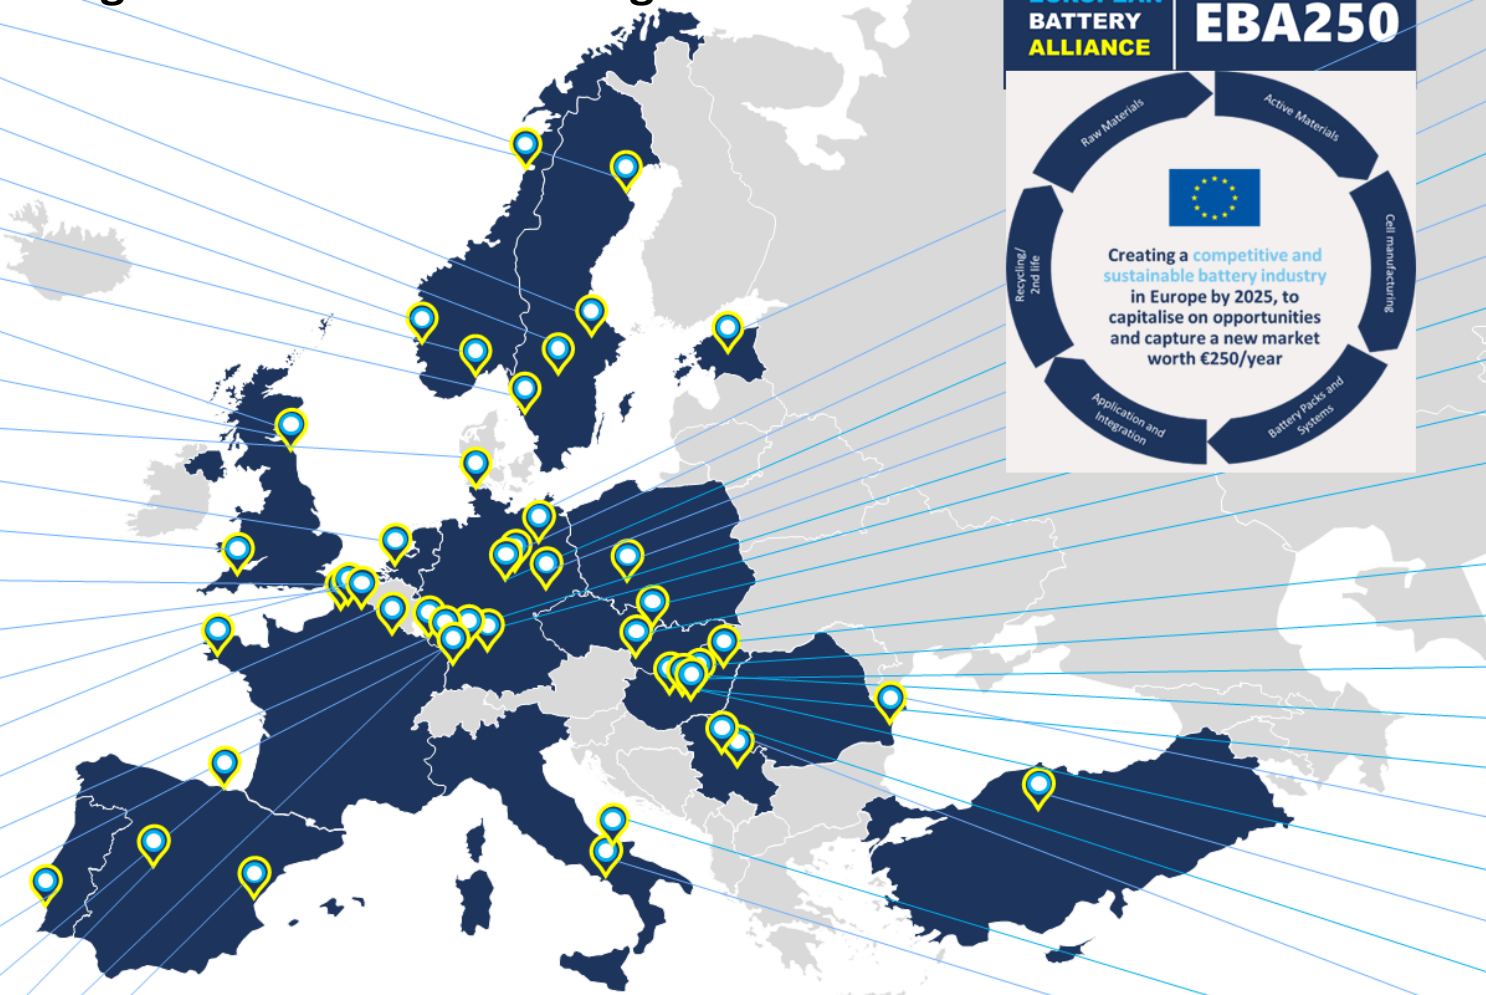 EUROPEAN
BATTERY
ALLIANCE
EBA250
Raw Materials
Active Materials
Cell manufacturing
Battery Packs and
Systems
Application and
Integration
Recycling/
2nd life
Creating a competitive and
sustainable battery industry
in Europe by 2025, to
capitalise on opportunities
and capture a new market
worth €250/year